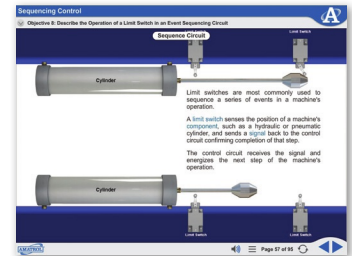 Sequencing Control
Objective 8: Describe the Operation of a Limit Switch in an Event Sequencing Circuit
A
Sequence Circuit
Limit Switch
Limit Switch
Cylinder
Limit switches are most commonly used to
sequence a series of events in a machine's
operation.
A limit switch senses the position of a machine's
component, such as a hydraulic or pneumatic
cylinder, and sends a signal back to the control
circuit confirming completion of that step.
The control circuit receives the signal and
energizes the next step of the machine's
operation.
Cylinder
Limit Switch
Limit Switch
AMATROL
Page 57 of 95